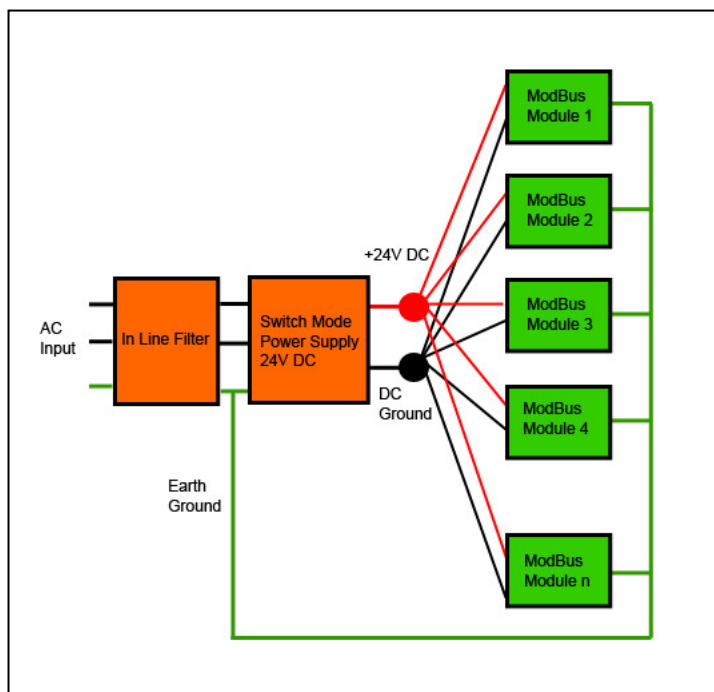 ModBus
Module 1
ModBus
Module 2
+24V DC
ModBus
Module 3
AC
Input
In Line Filter
Switch Mode
Power Supply
24V DC
DC
Ground
ModBus
Module 4
Earth
Ground
ModBus
Module n